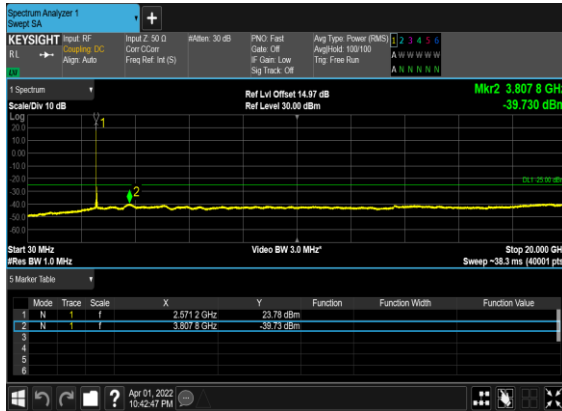 Spectrum Analyzer 1
Swept SA
+
KEYSIGHT Input: RF Input Z: 50 Ω #Atten: 30 dB PNO: Fast Avg Type: Power (RMS) 1 2 3 4 5 6
RL Coupling: DC Corr CCorr Gate: Off Avg|Hold: 100/100 A W W W W W
Align: Auto Freq Ref: Int (S) IF Gain: Low Trig: Free Run
LXI Sig Track: Off A N N N N N
1 Spectrum Ref Lvl Offset 14.97 dB Mkr2 3.807 8 GHz
Scale/Div 10 dB Ref Level 30.00 dBm -39.730 dBm
Log
1
20.0
10.0
0.00
-10.0
DL1 -25.00 dBm
-20.0
2
-30.0
-40.0
-50.0
-60.0
Start 30 MHz Video BW 3.0 MHz* Stop 20.000 GHz
#Res BW 1.0 MHz Sweep ~38.3 ms (40001 pts)
5 Marker Table
Mode Trace Scale X Y Function Function Width Function Value
1 N 1 f 2.571 2 GHz 23.78 dBm
2 N 1 f 3.807 8 GHz -39.73 dBm
3
4
5
6
? Apr 01, 2022
10:42:47 PM